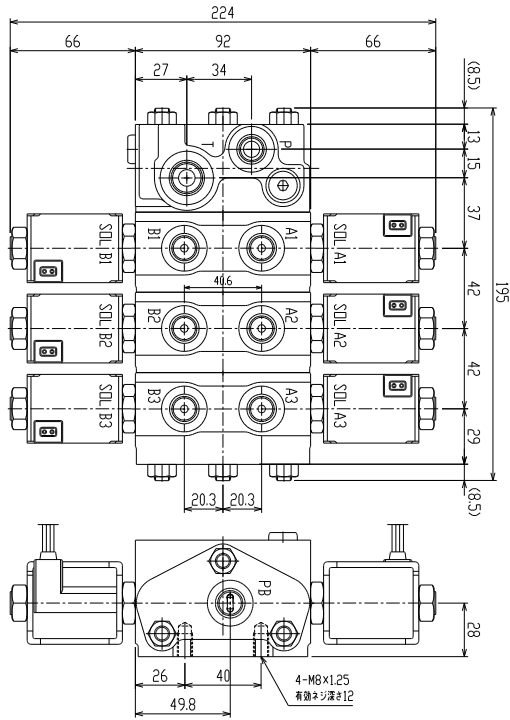 224
66
92
66
27
34
(8.5)
13
15
37
42
42
29
(8.5)
195
T
P
SOL B1
B1
A1
SOL A1
40.6
SOL B2
B2
A2
SOL A2
SOL B3
B3
A3
SOL A3
20.3
20.3
PB
28
26
40
49.8
4-M8×1.25
有効ネジ深さ12